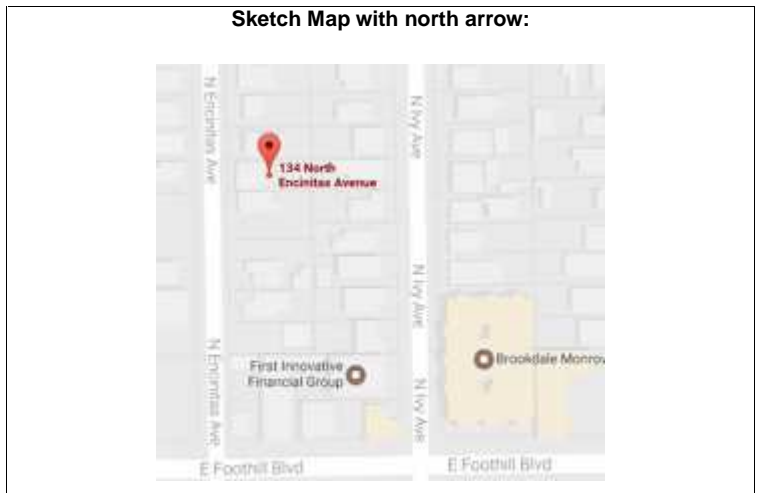 Sketch Map with north arrow:
N Encinitas Ave
N Ivy Ave
134 North
Encinitas Avenue
N Ivy Ave
N Encinitas Ave
First Innovative
Financial Group
Brookdale Monrov
N Ivy Ave
E Foothill Blvd
E Foothill Blvd